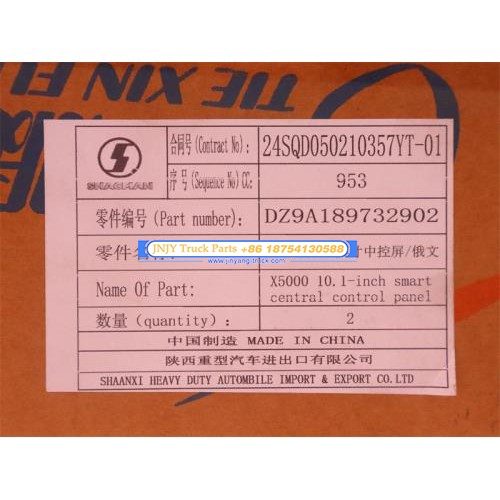 TIE XIN
SHACMAN
合同号(Contract No)： 24SQD050210357YT-01
序 号(Sequence No)CC: 953
零件编号(Part number): DZ9A189732902
零件名称: 寸中控屏/俄文
JNJY Truck Parts +86 18754130588
www.jinyang-truck.com
Name Of Part: X5000 10.1-inch smart
central control panel
数量(quantity)： 2
中国制造 MADE IN CHINA
陕西重型汽车进出口有限公司
SHAANXI HEAVY DUTY AUTOMBILE IMPORT & EXPORT CO.LTD